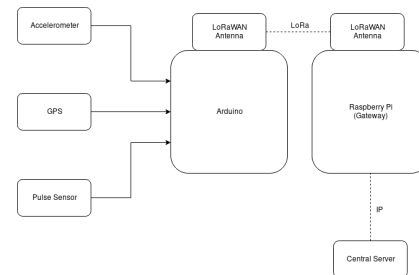 Accelerometer
LoRaWAN
Antenna
LoRa
LoRaWAN
Antenna
GPS
Arduino
Raspberry Pi
(Gateway)
Pulse Sensor
IP
Central Server